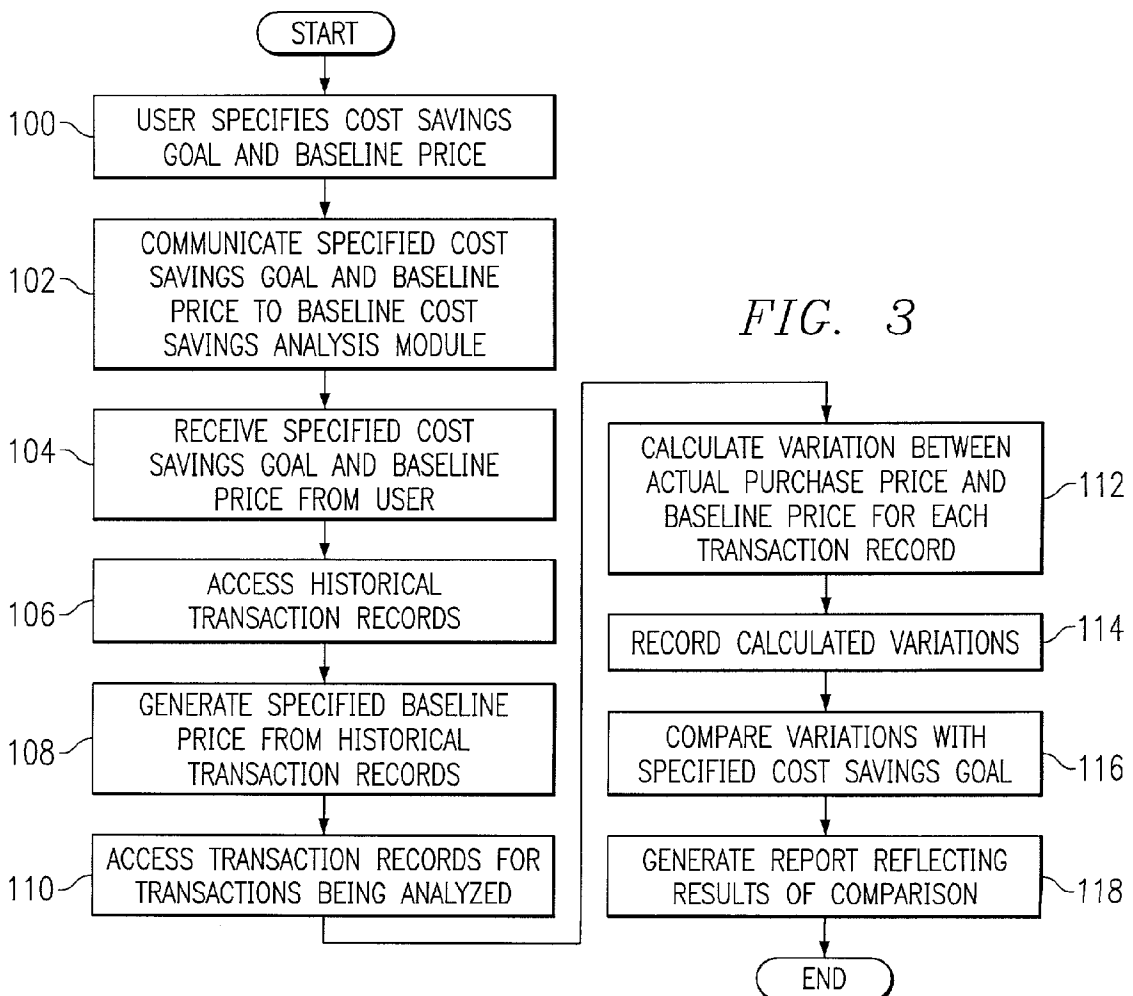 START
100
USER SPECIFIES COST SAVINGS
GOAL AND BASELINE PRICE
102
COMMUNICATE SPECIFIED COST
SAVINGS GOAL AND BASELINE
PRICE TO BASELINE COST
SAVINGS ANALYSIS MODULE
104
RECEIVE SPECIFIED COST
SAVINGS GOAL AND BASELINE
PRICE FROM USER
106
ACCESS HISTORICAL
TRANSACTION RECORDS
108
GENERATE SPECIFIED BASELINE
PRICE FROM HISTORICAL
TRANSACTION RECORDS
110
ACCESS TRANSACTION RECORDS FOR
TRANSACTIONS BEING ANALYZED
FIG. 3
CALCULATE VARIATION BETWEEN
ACTUAL PURCHASE PRICE AND
BASELINE PRICE FOR EACH
TRANSACTION RECORD
112
RECORD CALCULATED VARIATIONS
114
COMPARE VARIATIONS WITH
SPECIFIED COST SAVINGS GOAL
116
GENERATE REPORT REFLECTING
RESULTS OF COMPARISON
118
END